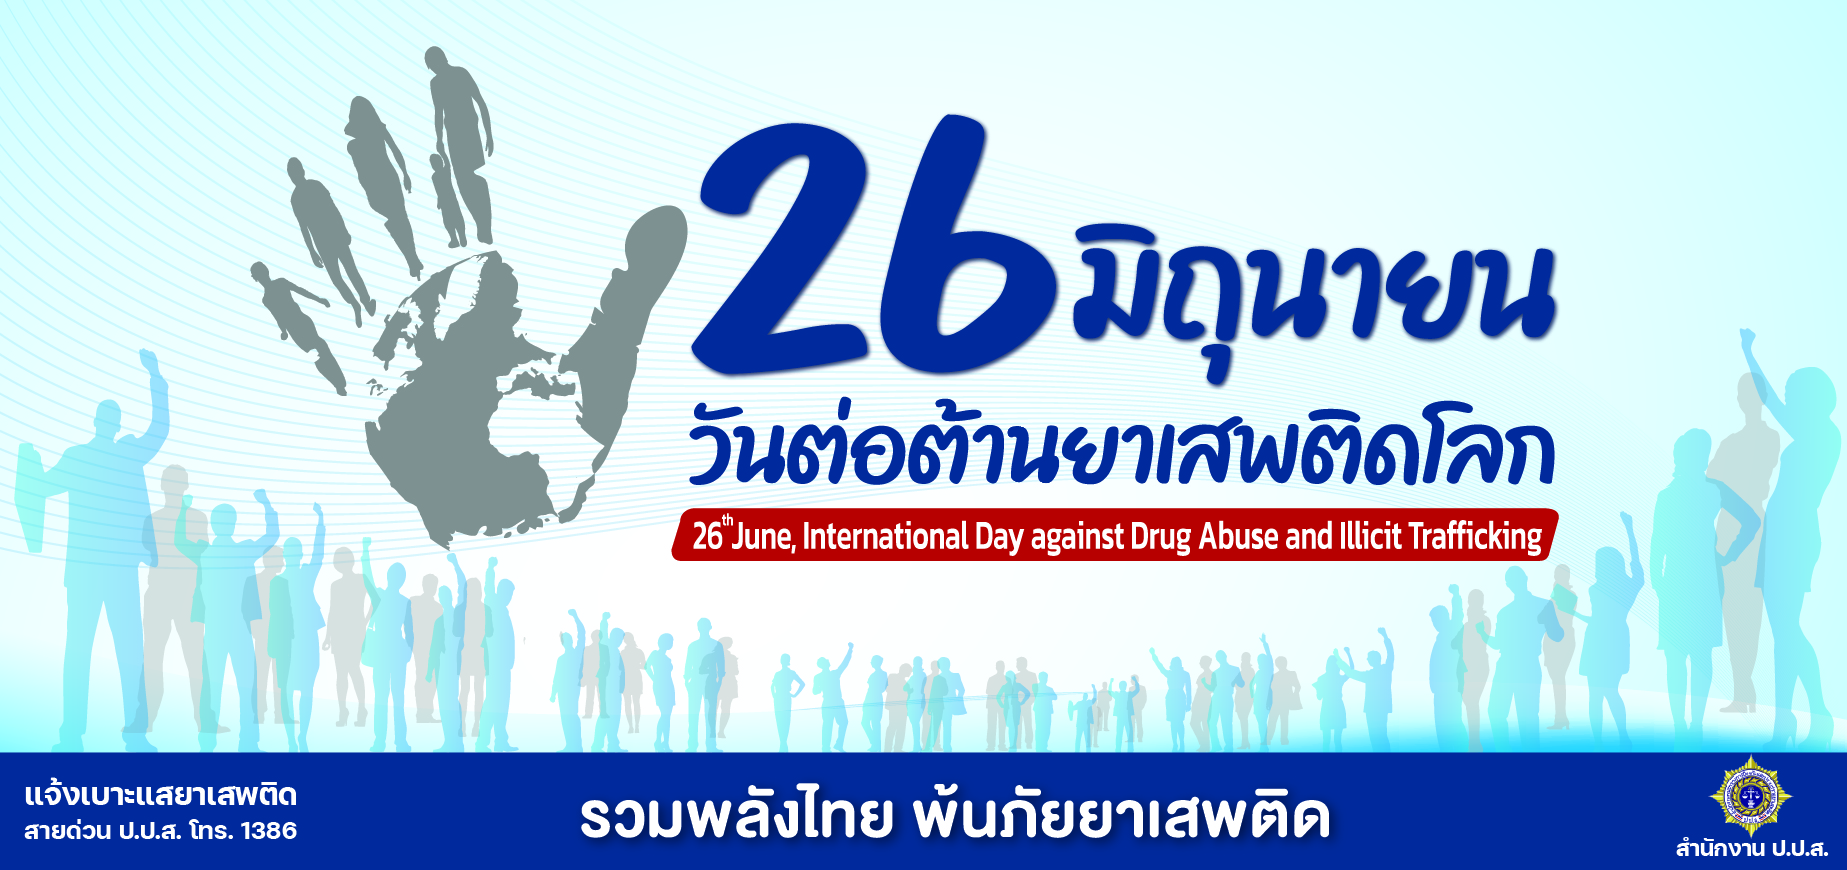 26 มิถุนายน
วันต่อต้านยาเสพติดโลก
26th June, International Day against Drug Abuse and Illicit Trafficking
แจ้งเบาะแสยาเสพติด
สายด่วน ป.ป.ส. โทร. 1386
รวมพลังไทย พ้นภัยยาเสพติด
สำนักงาน ป.ป.ส.